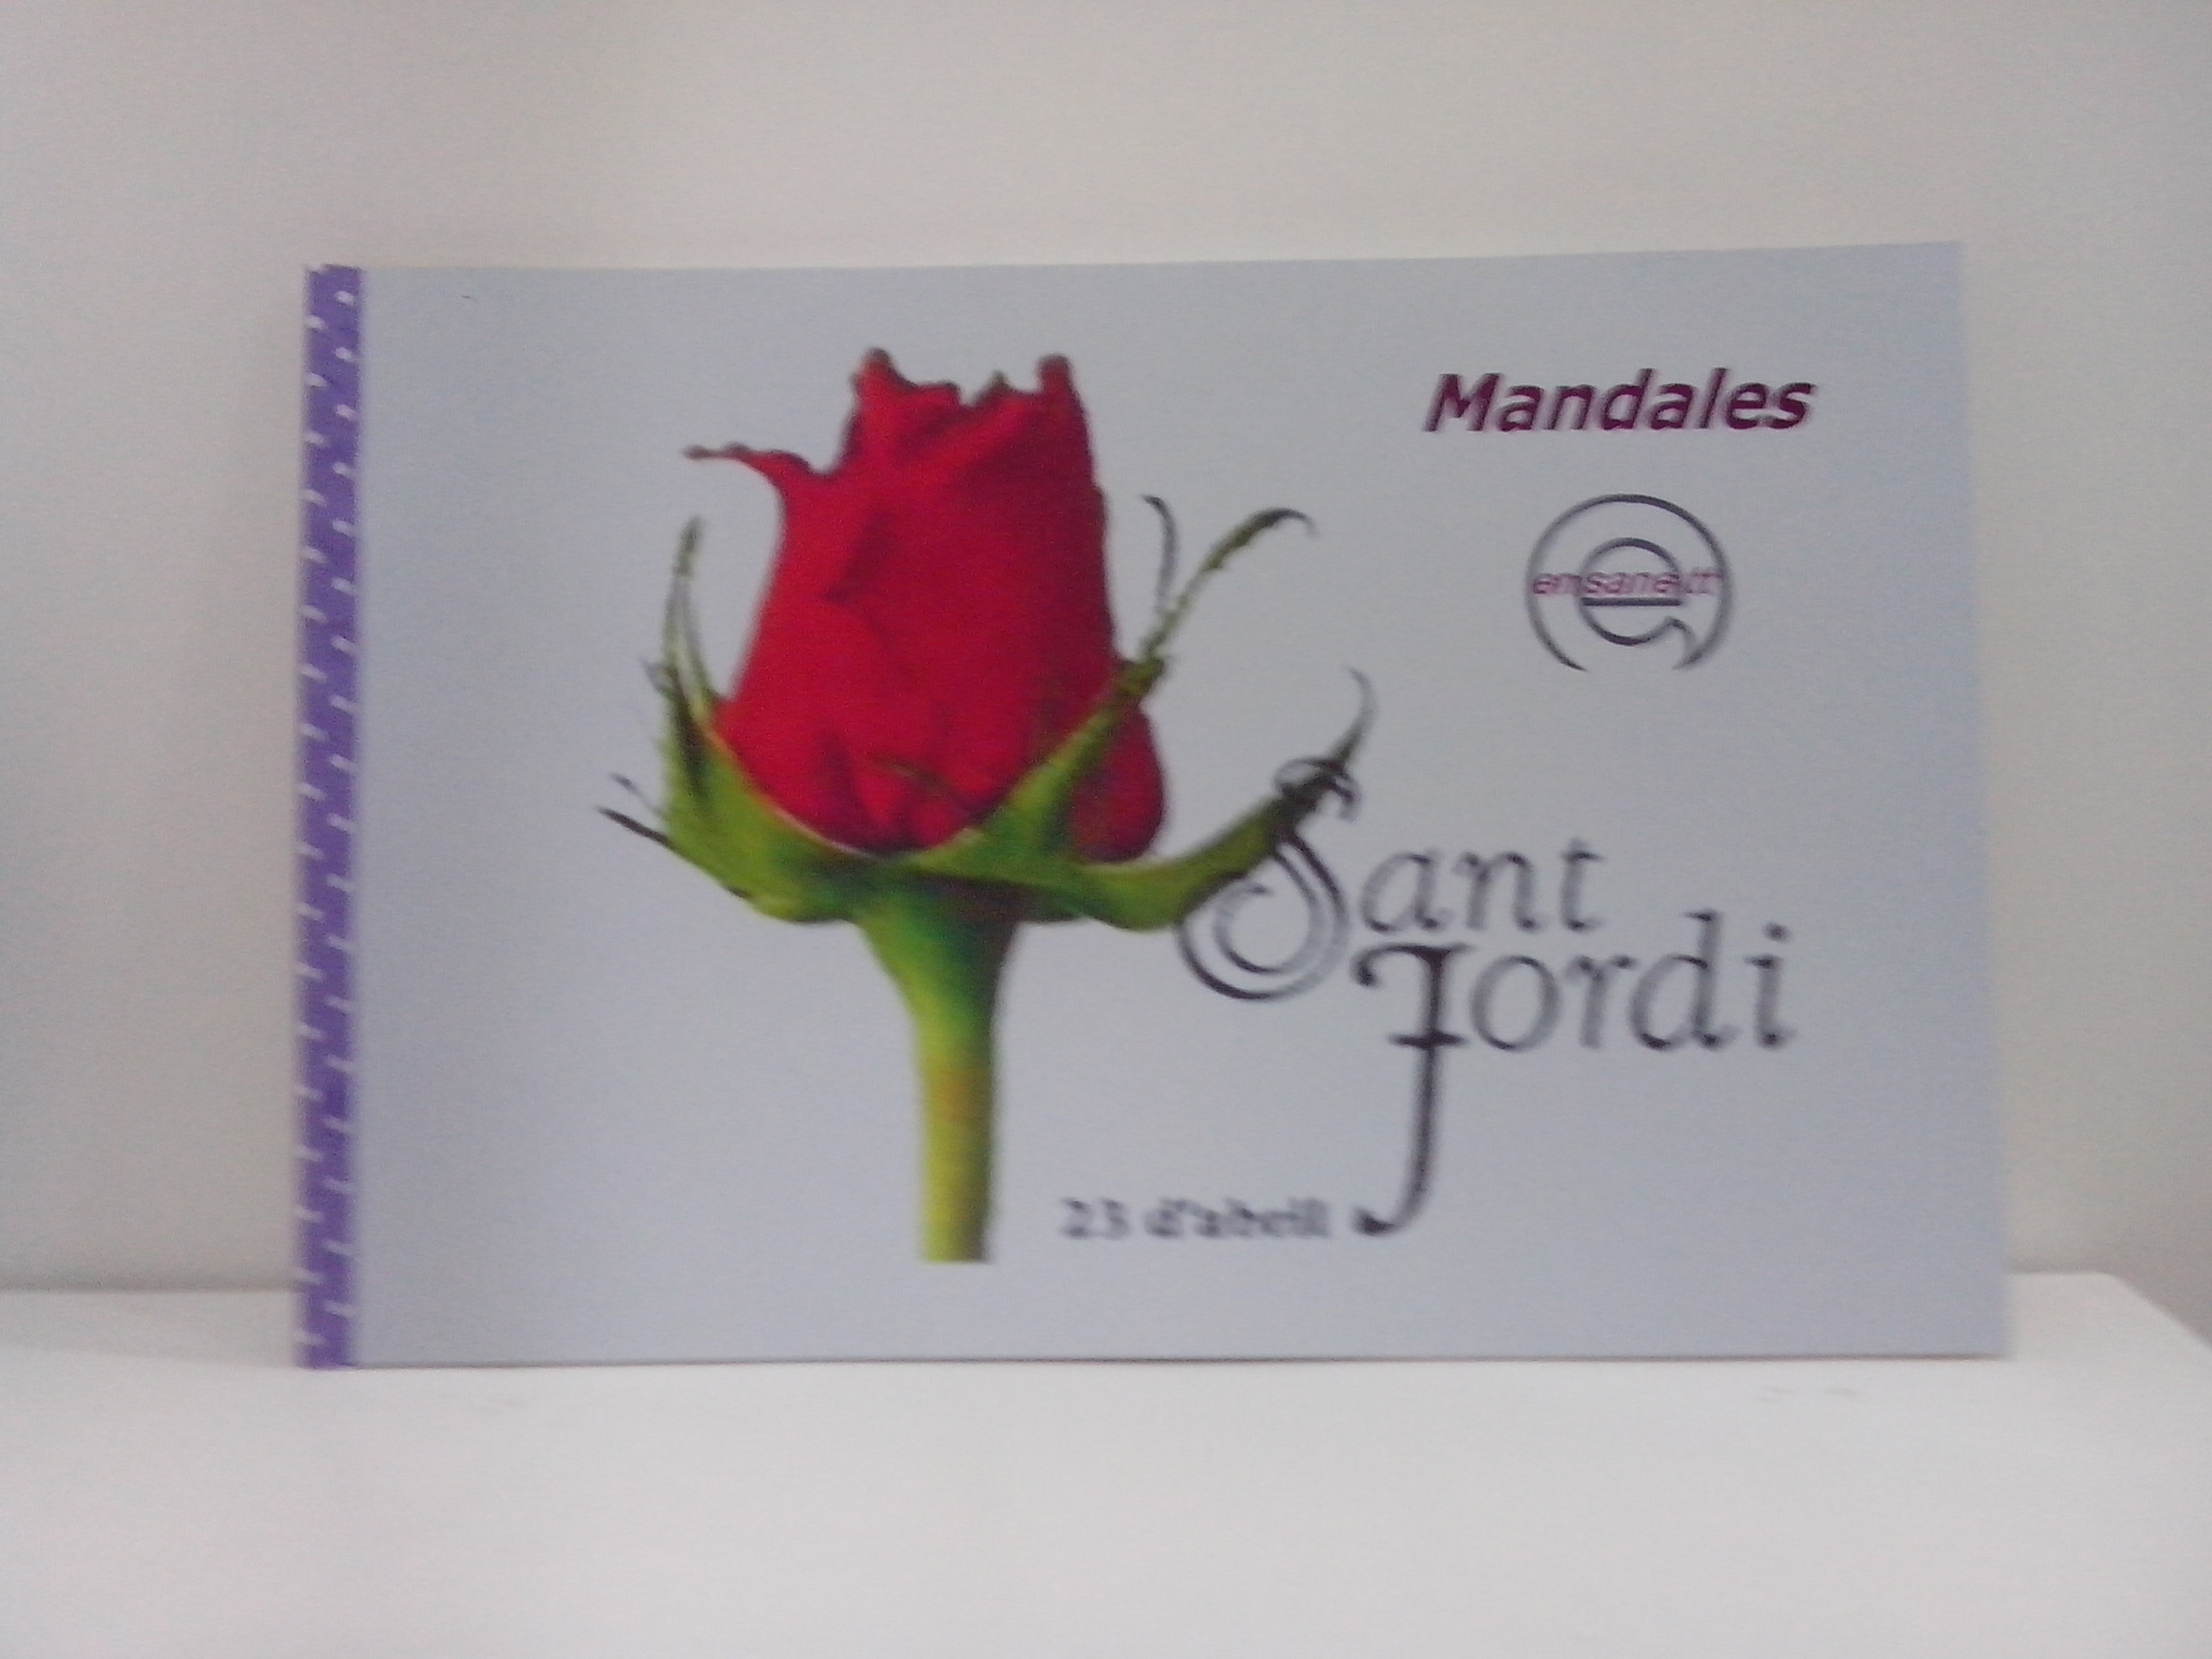 Mandales
Sant
Jordi
23 d'abril